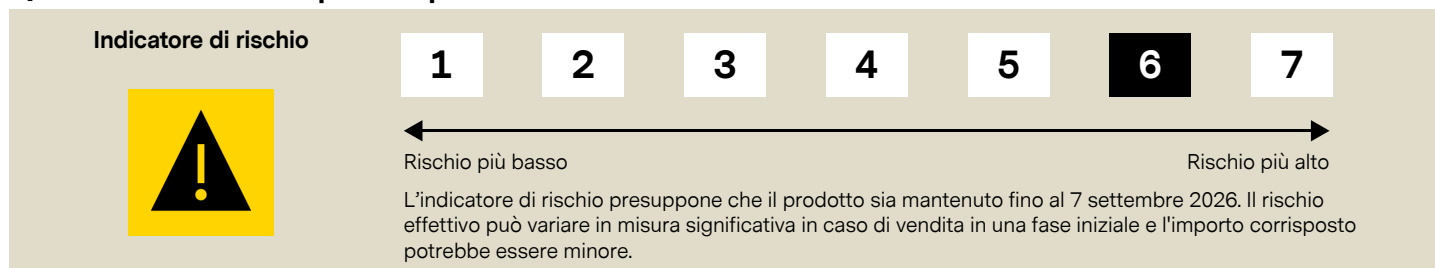 Indicatore di rischio
1 2 3 4 5 6 7
Rischio più basso
Rischio più alto
L'indicatore di rischio presuppone che il prodotto sia mantenuto fino al 7 settembre 2026. Il rischio
effettivo può variare in misura significativa in caso di vendita in una fase iniziale e l'importo corrisposto
potrebbe essere minore.